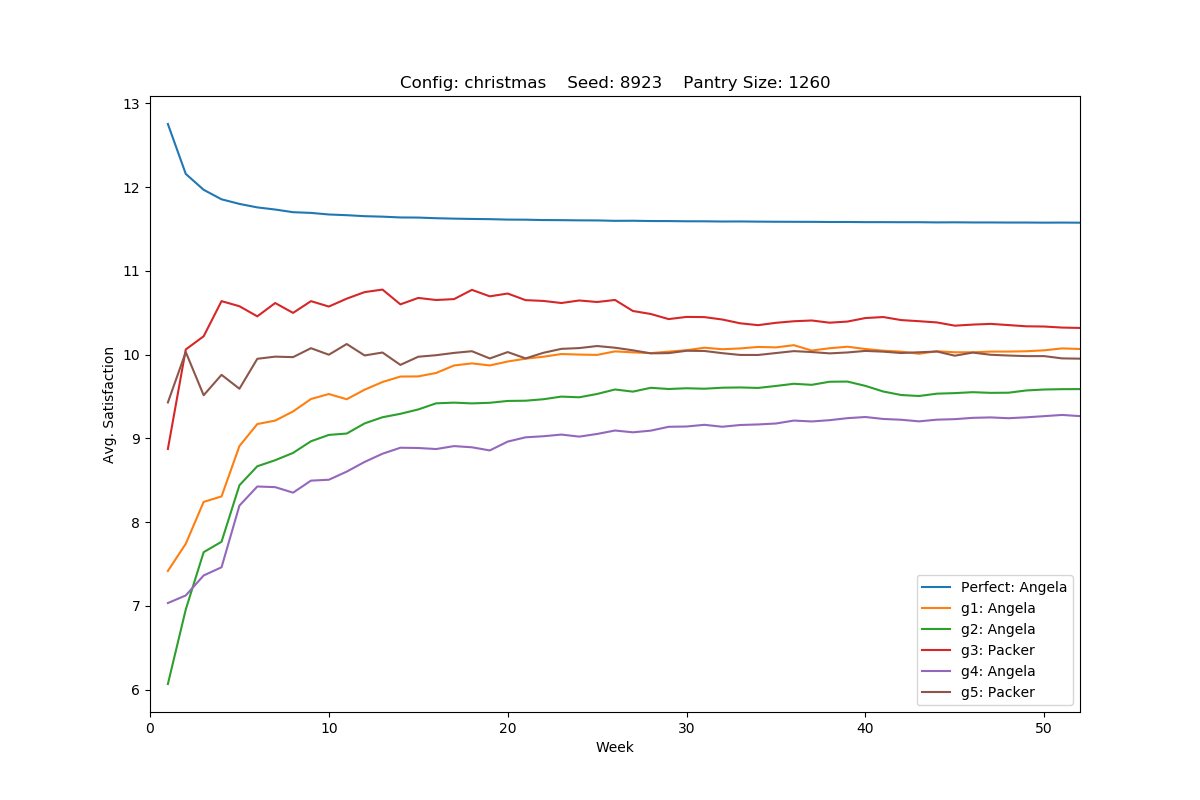 Config: christmas    Seed: 8923    Pantry Size: 1260
13
12
11
10
9
8
7
6
Avg. Satisfaction
0 10 20 30 40 50
Week
Perfect: Angela
g1: Angela
g2: Angela
g3: Packer
g4: Angela
g5: Packer